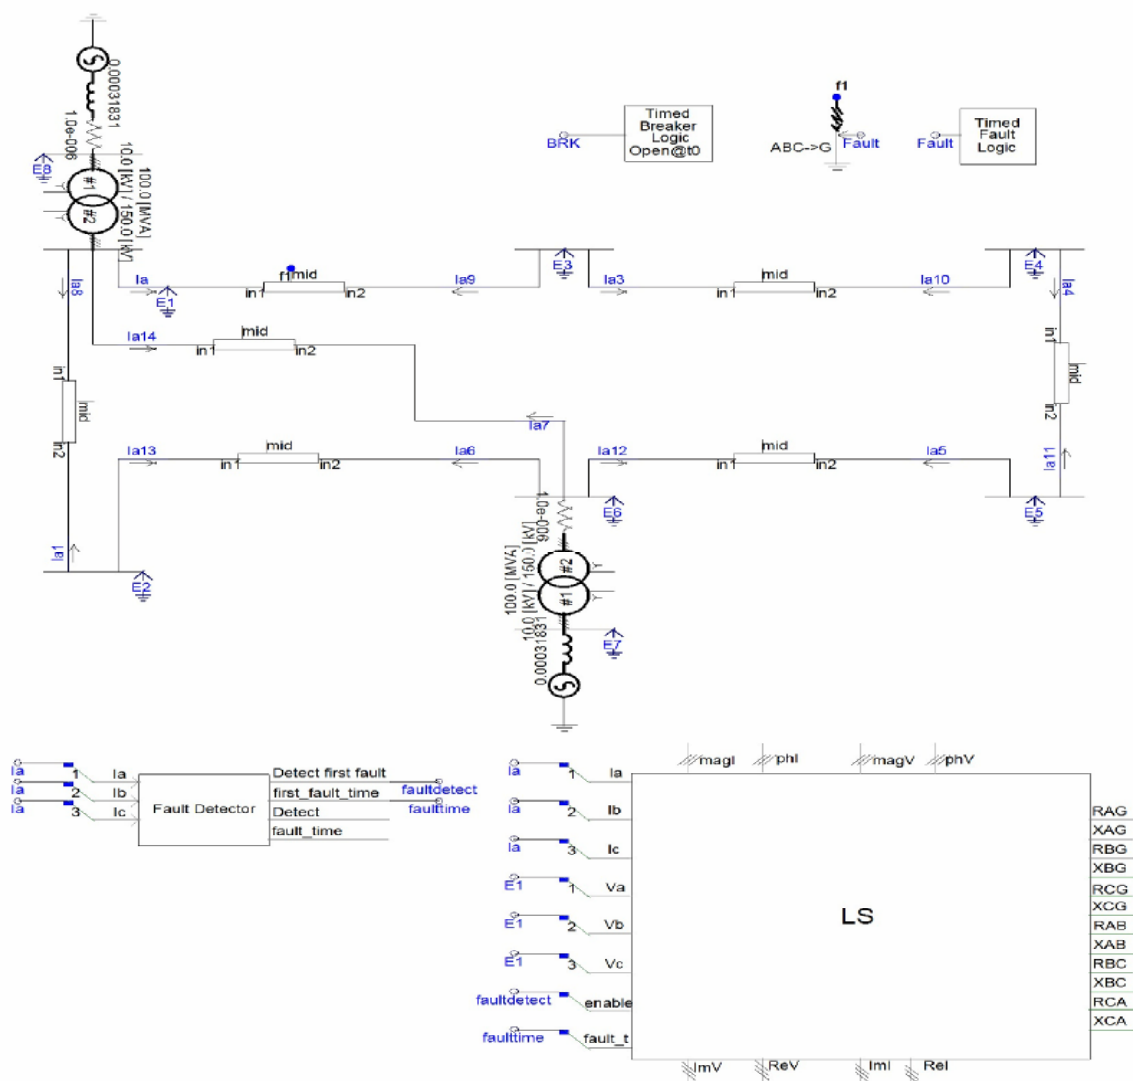 0.00031831
1.0e-006
10.0 [kV] / 150.0 [kV]
100.0 [MVA]
E8
#1
#2
Y
Y
BRK
Timed
Breaker
Logic
Open@t0
f1
ABC->G
Fault
Fault
Timed
Fault
Logic
Ia8
Ia
E1
f1
mid
in1
in2
Ia9
E3
Ia3
mid
in1
in2
Ia10
E4
Ia4
Ia14
mid
in1
in2
in1
mid
in2
in1
mid
in2
Ia7
Ia13
mid
in1
in2
Ia6
Ia12
mid
in1
in2
Ia5
Ia11
E6
E5
Ia1
E2
1.0e-006
100.0 [MVA]
10.0 [kV] / 150.0 [kV]
#2
#1
Y
Y
0.00031831
E7
Ia
1
Ia
Ia
2
Ib
Ia
3
Ic
Fault Detector
Detect first fault
first_fault_time
Detect
fault_time
faultdetect
faulttime
magI
phI
magV
phV
Ia
1
Ia
Ia
2
Ib
Ia
3
Ic
E1
1
Va
E1
2
Vb
E1
3
Vc
faultdetect
enable
faulttime
fault_t
LS
RAG
XAG
RBG
XBG
RCG
XCG
RAB
XAB
RBC
XBC
RCA
XCA
ImV
ReV
ImI
ReI